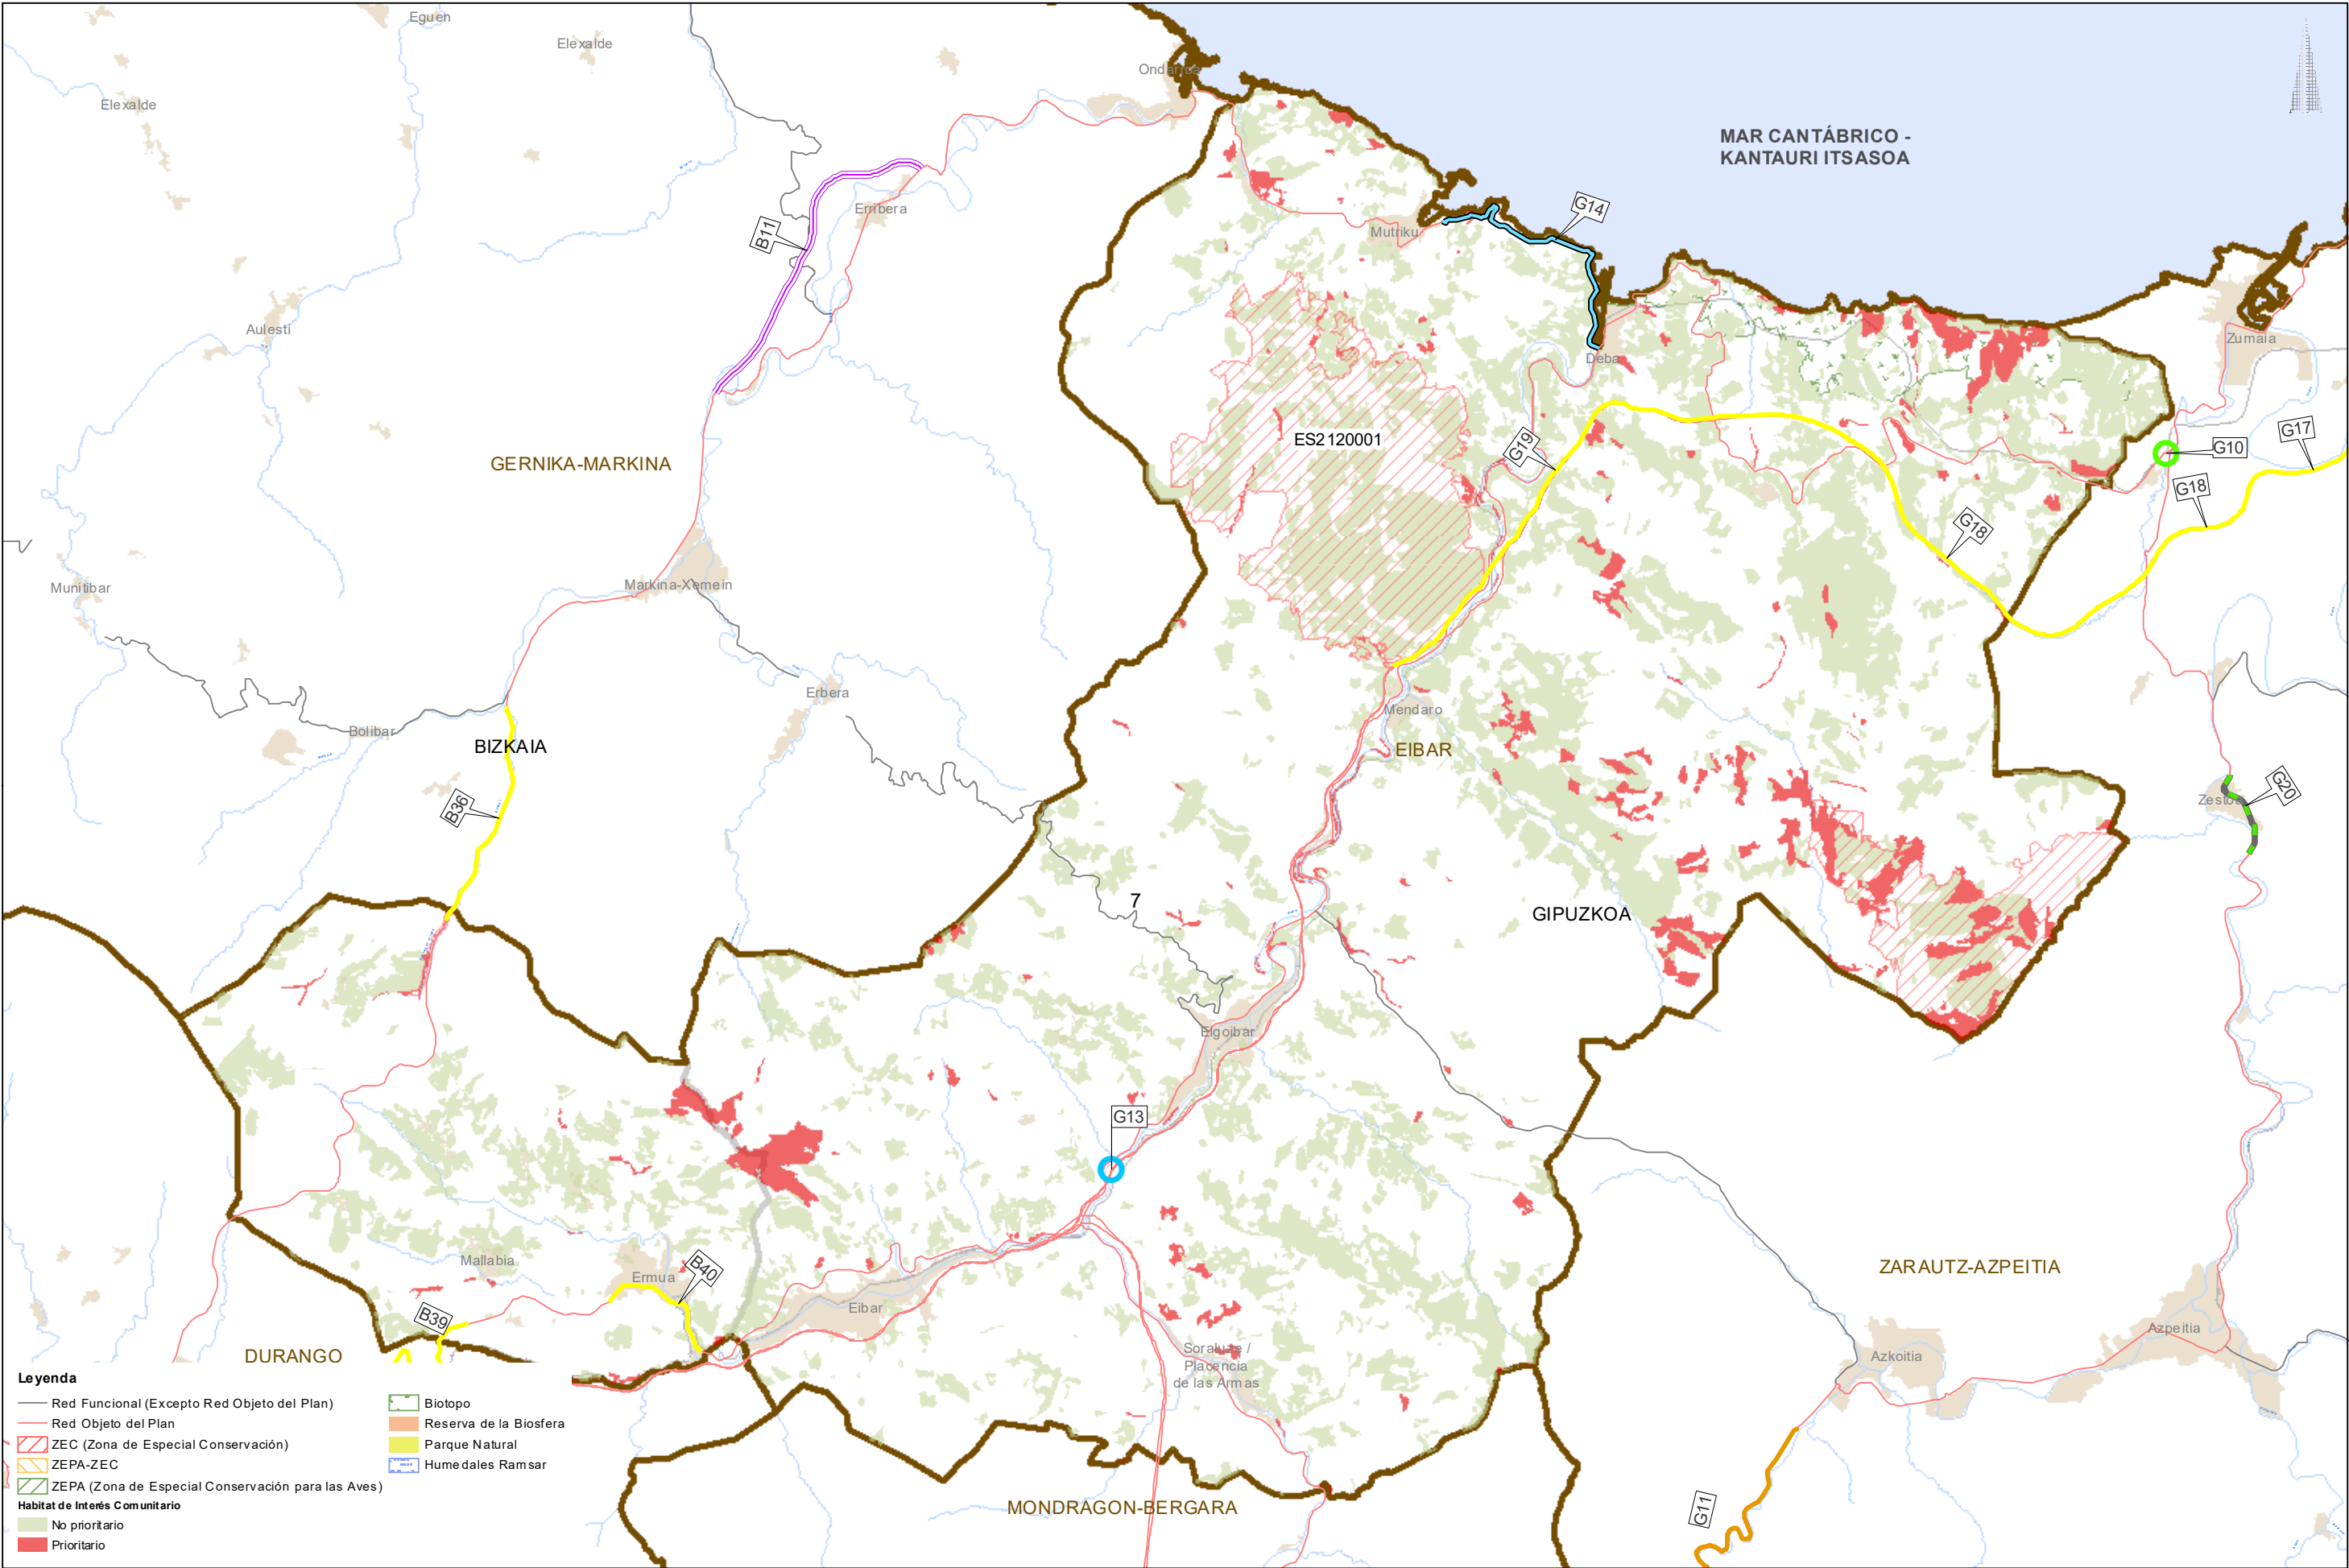 Eguen
Elexalde
Elexalde
Ondarroa
MAR CANTÁBRICO -
KANTAURI ITSASOA
Erribera
B11
Mutriku
G14
Aulesti
Deba
Zumaia
ES2120001
G19
G17
G10
G18
GERNIKA-MARKINA
G18
Munitibar
Markina-Xemein
Erbera
Mendaro
Bolibar
BIZKAIA
EIBAR
B36
Zestoa
G20
7
GIPUZKOA
Elgoibar
G13
Mallabia
Ermua
B40
ZARAUTZ-AZPEITIA
Eibar
B39
Azpeitia
DURANGO
Soraluze /
Placencia
de las Armas
Azkoitia
Leyenda
Red Funcional (Excepto Red Objeto del Plan)
Red Objeto del Plan
ZEC (Zona de Especial Conservación)
ZEPA-ZEC
ZEPA (Zona de Especial Conservación para las Aves)
Habitat de Interés Comunitario
No prioritario
Prioritario
Biotopo
Reserva de la Biosfera
Parque Natural
Humedales Ramsar
MONDRAGON-BERGARA
G11